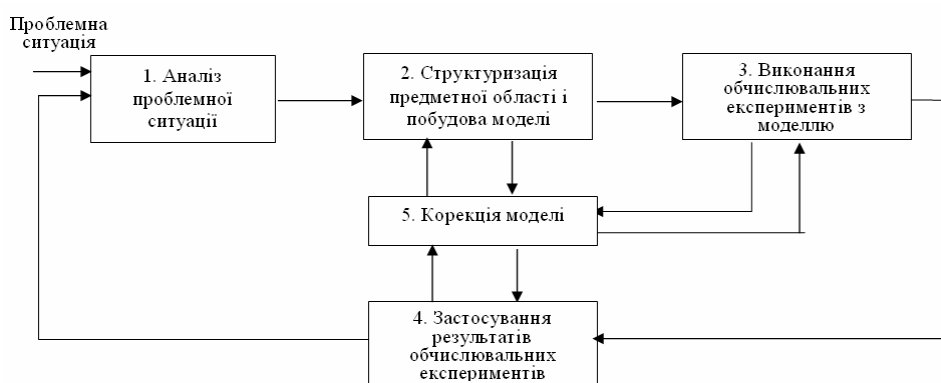 Проблемна
ситуація
1. Аналіз
проблемної
ситуації
2. Структуризація
предметної області і
побудова моделі
3. Виконання
обчислювальних
експериментів з
моделлю
5. Корекція моделі
4. Застосування
результатів
обчислювальних
експериментів